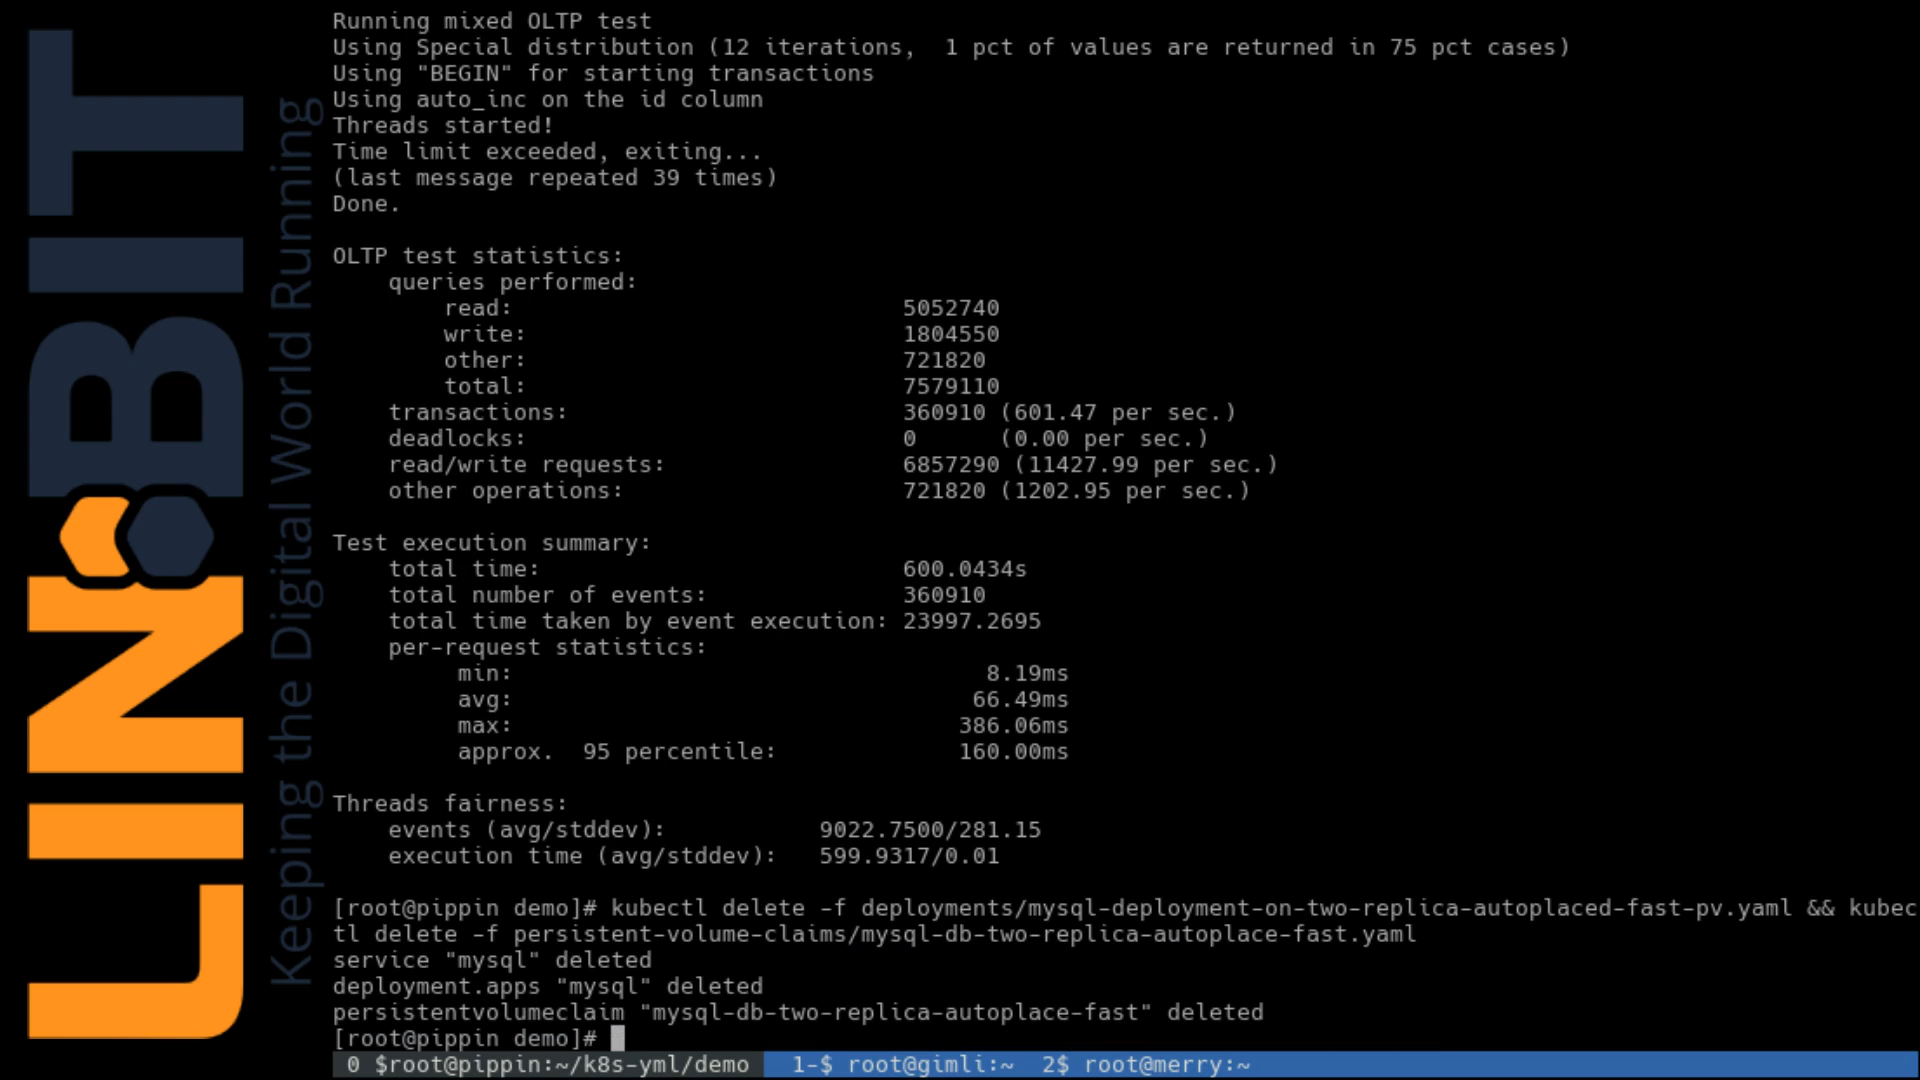 LINBIT
Keeping the Digital World Running
Running mixed OLTP test
Using Special distribution (12 iterations,  1 pct of values are returned in 75 pct cases)
Using "BEGIN" for starting transactions
Using auto_inc on the id column
Threads started!
Time limit exceeded, exiting...
(last message repeated 39 times)
Done.
OLTP test statistics:
queries performed:
read: 5052740
write: 1804550
other: 721820
total: 7579110
transactions: 360910 (601.47 per sec.)
deadlocks: 0 (0.00 per sec.)
read/write requests: 6857290 (11427.99 per sec.)
other operations: 721820 (1202.95 per sec.)
Test execution summary:
total time: 600.0434s
total number of events: 360910
total time taken by event execution: 23997.2695
per-request statistics:
min: 8.19ms
avg: 66.49ms
max: 386.06ms
approx.  95 percentile: 160.00ms
Threads fairness:
events (avg/stddev): 9022.7500/281.15
execution time (avg/stddev): 599.9317/0.01
[root@pippin demo]# kubectl delete -f deployments/mysql-deployment-on-two-replica-autoplaced-fast-pv.yaml && kubec
tl delete -f persistent-volume-claims/mysql-db-two-replica-autoplace-fast.yaml
service "mysql" deleted
deployment.apps "mysql" deleted
persistentvolumeclaim "mysql-db-two-replica-autoplace-fast" deleted
[root@pippin demo]#
0 $root@pippin:~/k8s-yml/demo 1-$ root@gimli:~ 2$ root@merry:~